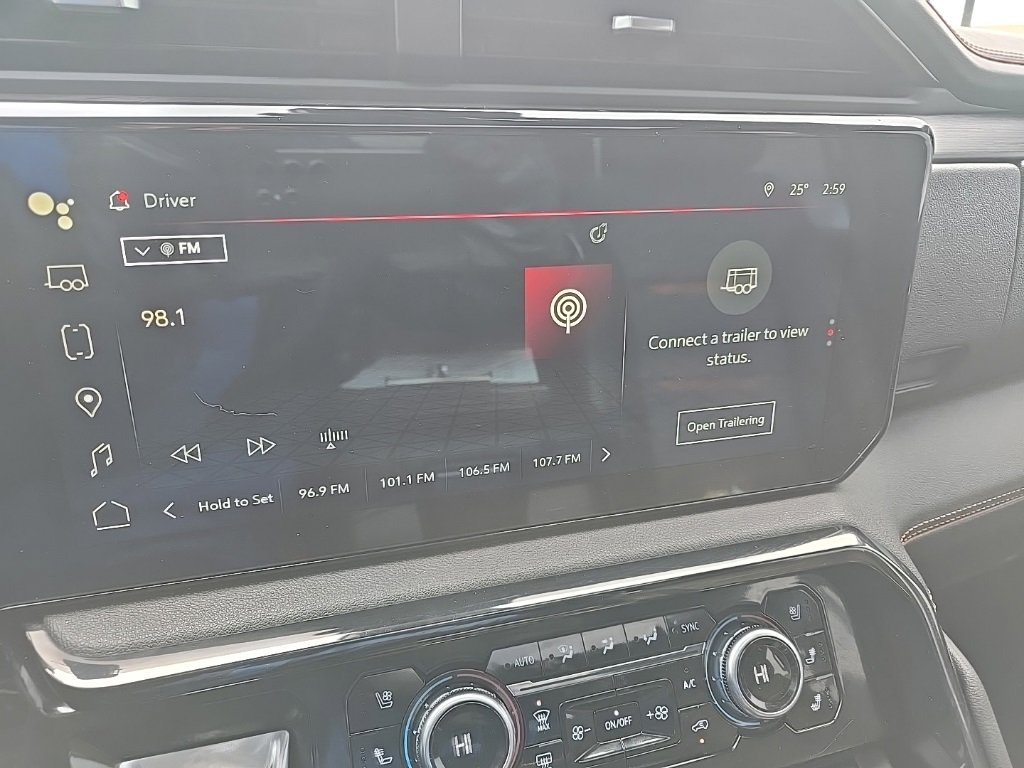 Driver
25° 2:59
FM
98.1
Connect a trailer to view
status.
Open Trailering
Hold to Set 96.9 FM 101.1 FM 106.5 FM 107.7 FM
AUTO SYNC
HI
A/C
MAX
ON/OFF
HI